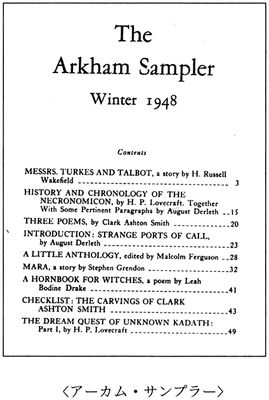 The
Arkham Sampler
Winter 1948
Contents
MESSRS. TURKES AND TALBOT, a story by H. Russell
Wakefield 3
HISTORY AND CHRONOLOGY OF THE
NECRONOMICON, by H. P. Lovecraft. Together
With Some Pertinent Paragraphs by August Derleth 15
THREE POEMS, by Clark Ashton Smith 20
INTRODUCTION: STRANGE PORTS OF CALL,
by August Derleth 23
A LITTLE ANTHOLOGY, edited by Malcolm Ferguson 28
MARA, a story by Stephen Grendon 32
A HORNBOOK FOR WITCHES, a poem by Leah
Bodine Drake 41
CHECKLIST: THE CARVINGS OF CLARK
ASHTON SMITH 43
THE DREAM QUEST OF UNKNOWN KADATH:
Part I, by H. P. Lovecraft 49
〈アーカム・サンプラー〉